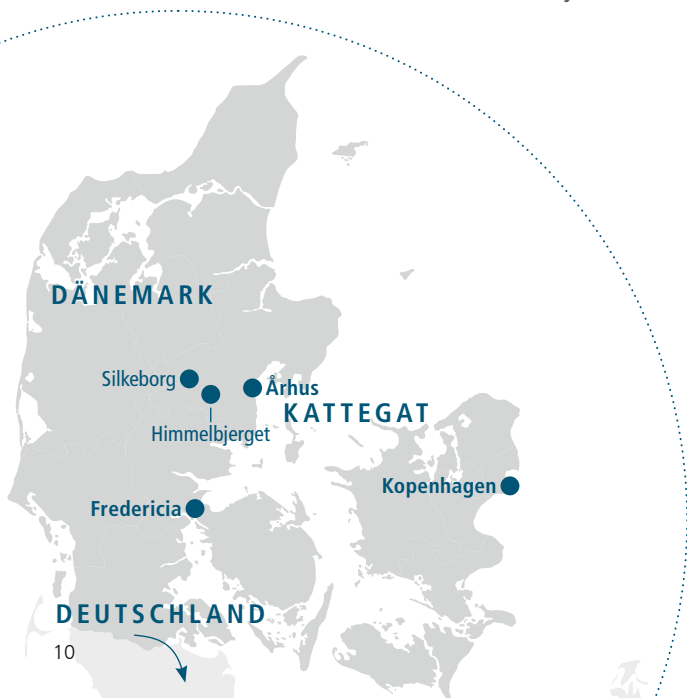 DÄNEMARK
Silkeborg
Århus
KATTEGAT
Himmelbjerget
Kopenhagen
Fredericia
DEUTSCHLAND
10